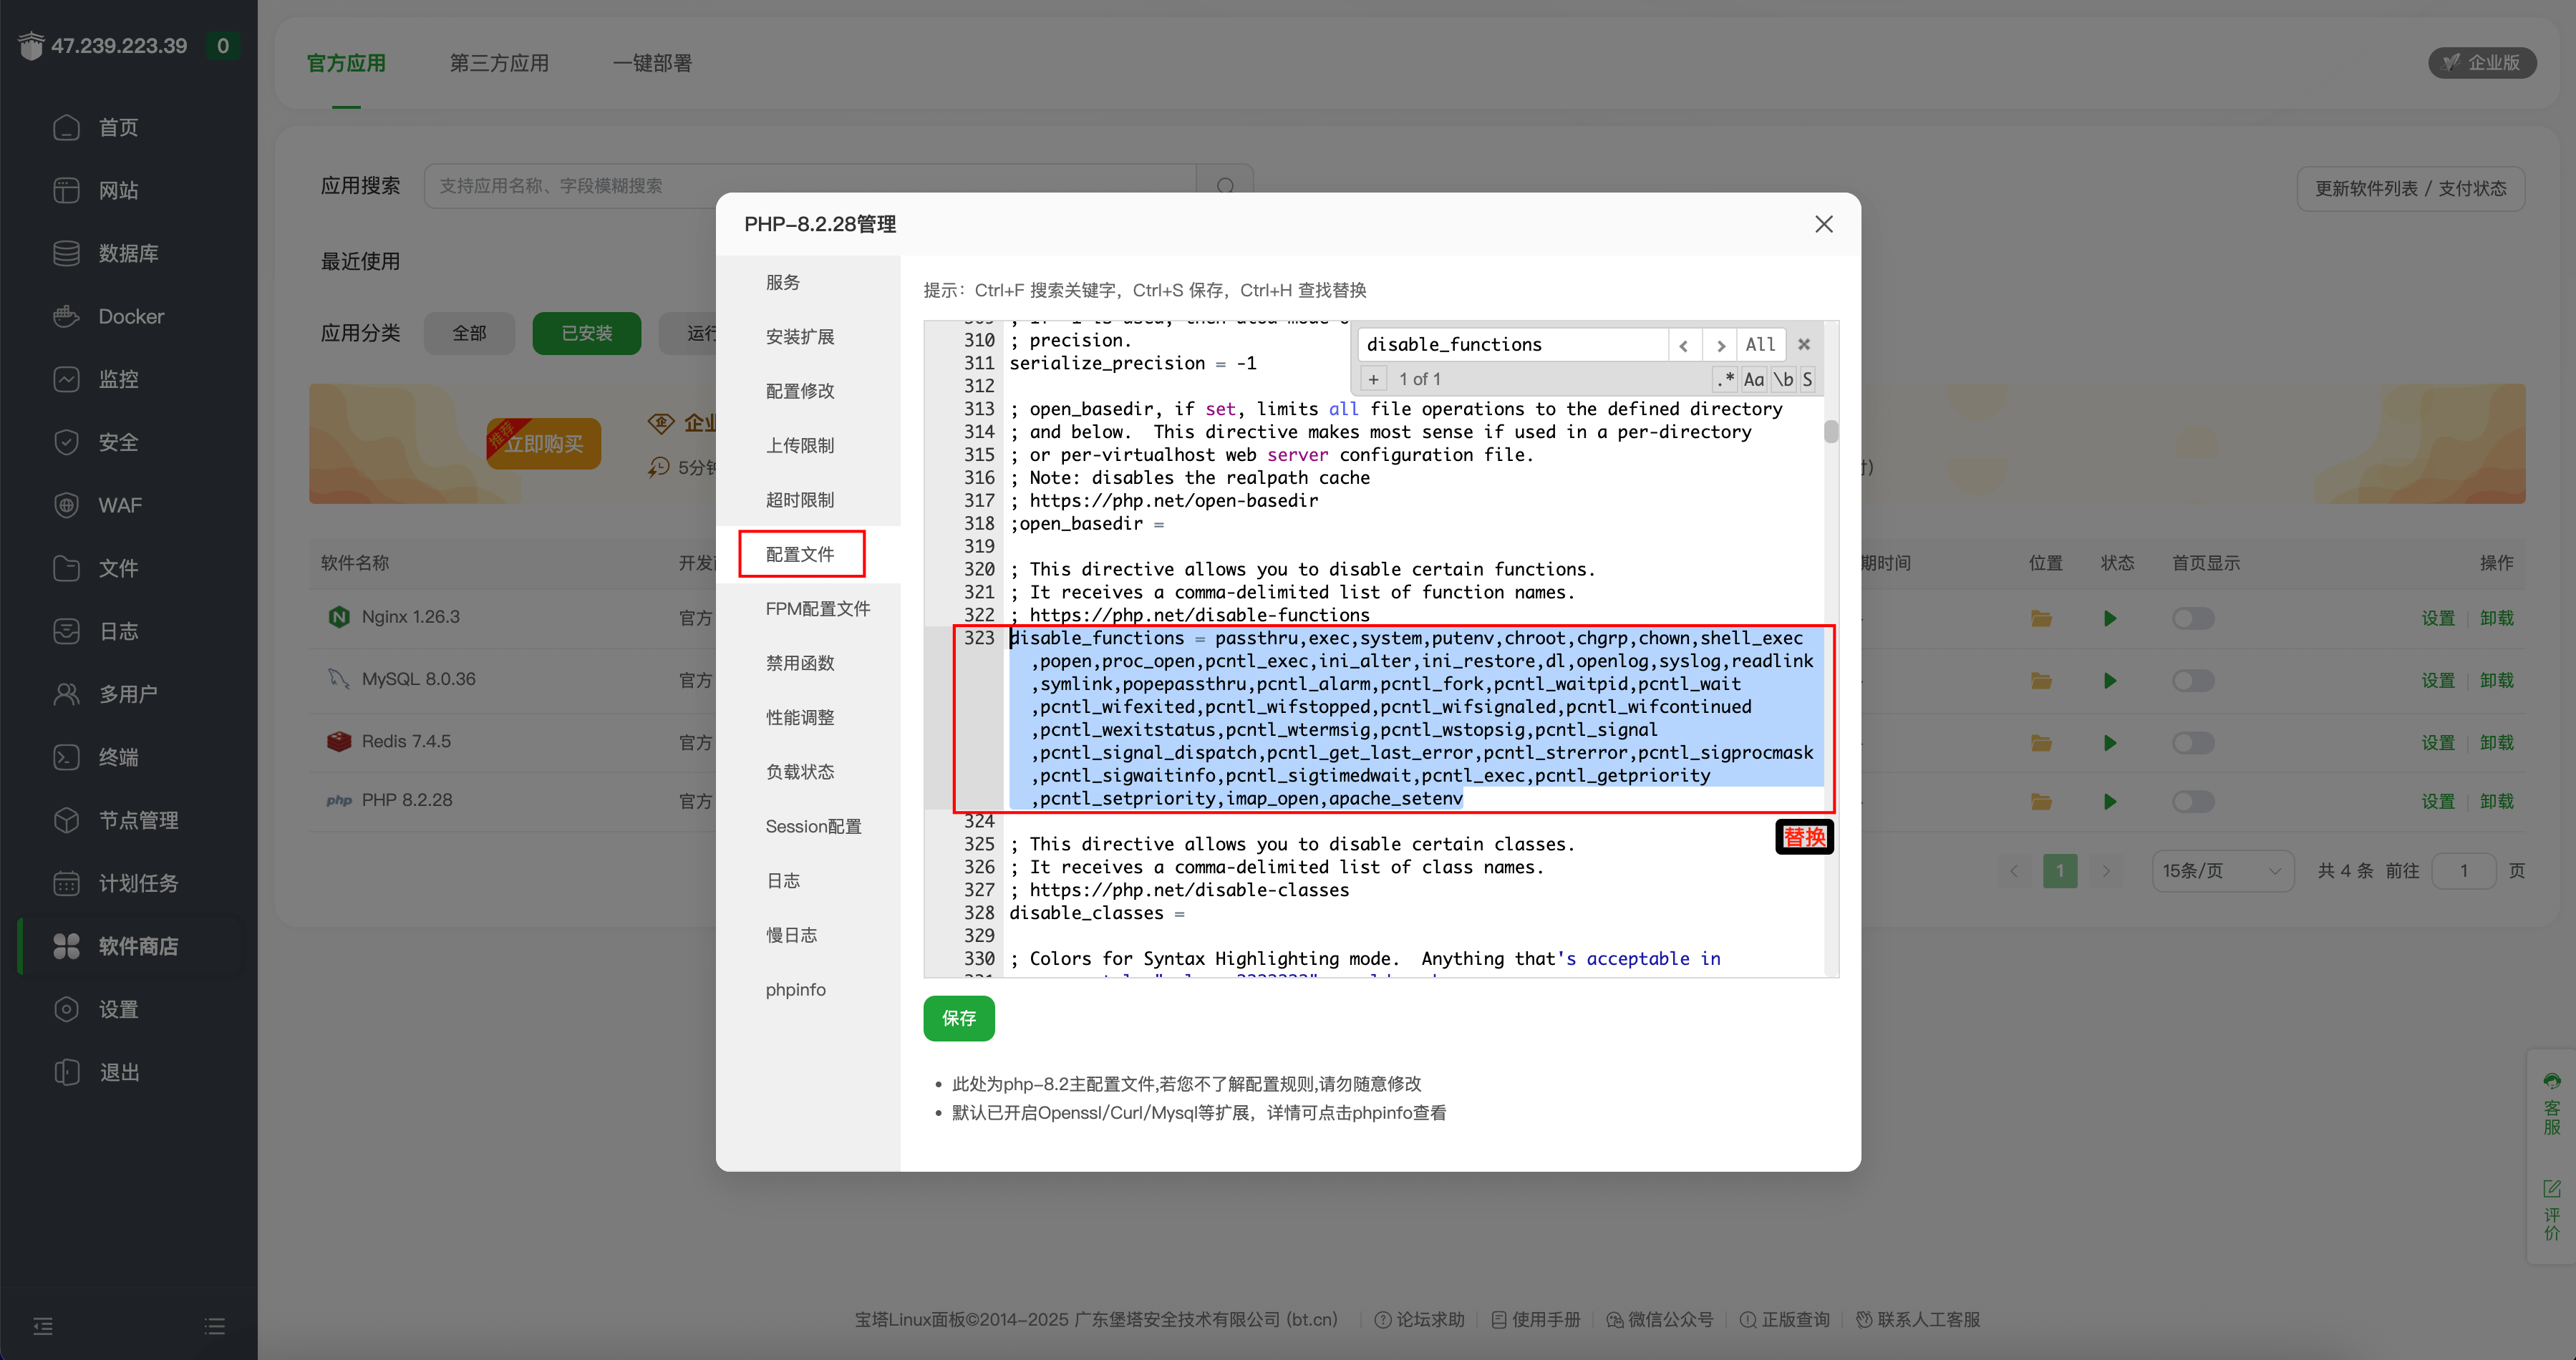 47.239.223.39 0
首页
网站
数据库
Docker
监控
安全
WAF
文件
日志
多用户
终端
节点管理
计划任务
软件商店
设置
退出
官方应用 第三方应用 一键部署
企业版
应用搜索 支持应用名称、字段模糊搜索
更新软件列表 / 支付状态
最近使用
应用分类 全部 已安装 运行
推荐 立即购买
企业
5分钟
软件名称 开发 期时间 位置 状态 首页显示 操作
Nginx 1.26.3 官方 设置 卸载
MySQL 8.0.36 官方 设置 卸载
Redis 7.4.5 官方 设置 卸载
php PHP 8.2.28 官方 设置 卸载
1 15条/页 共 4 条 前往 1 页
PHP-8.2.28管理
服务
安装扩展
配置修改
上传限制
超时限制
配置文件
FPM配置文件
禁用函数
性能调整
负载状态
Session配置
日志
慢日志
phpinfo
提示：Ctrl+F 搜索关键字，Ctrl+S 保存，Ctrl+H 查找替换
disable_functions All
+ 1 of 1 .* Aa \b S
310 ; precision.
311 serialize_precision = -1
312
313 ; open_basedir, if set, limits all file operations to the defined directory
314 ; and below.  This directive makes most sense if used in a per-directory
315 ; or per-virtualhost web server configuration file.
316 ; Note: disables the realpath cache
317 ; https://php.net/open-basedir
318 ;open_basedir =
319
320 ; This directive allows you to disable certain functions.
321 ; It receives a comma-delimited list of function names.
322 ; https://php.net/disable-functions
323 disable_functions = passthru,exec,system,putenv,chroot,chgrp,chown,shell_exec
,popen,proc_open,pcntl_exec,ini_alter,ini_restore,dl,openlog,syslog,readlink
,symlink,popepassthru,pcntl_alarm,pcntl_fork,pcntl_waitpid,pcntl_wait
,pcntl_wifexited,pcntl_wifstopped,pcntl_wifsignaled,pcntl_wifcontinued
,pcntl_wexitstatus,pcntl_wtermsig,pcntl_wstopsig,pcntl_signal
,pcntl_signal_dispatch,pcntl_get_last_error,pcntl_strerror,pcntl_sigprocmask
,pcntl_sigwaitinfo,pcntl_sigtimedwait,pcntl_exec,pcntl_getpriority
,pcntl_setpriority,imap_open,apache_setenv
324
替换
325 ; This directive allows you to disable certain classes.
326 ; It receives a comma-delimited list of class names.
327 ; https://php.net/disable-classes
328 disable_classes =
329
330 ; Colors for Syntax Highlighting mode.  Anything that's acceptable in
保存
此处为php-8.2主配置文件,若您不了解配置规则,请勿随意修改
默认已开启Openssl/Curl/Mysql等扩展，详情可点击phpinfo查看
客服
评价
宝塔Linux面板©2014-2025 广东堡塔安全技术有限公司 (bt.cn) 论坛求助 使用手册 微信公众号 正版查询 联系人工客服